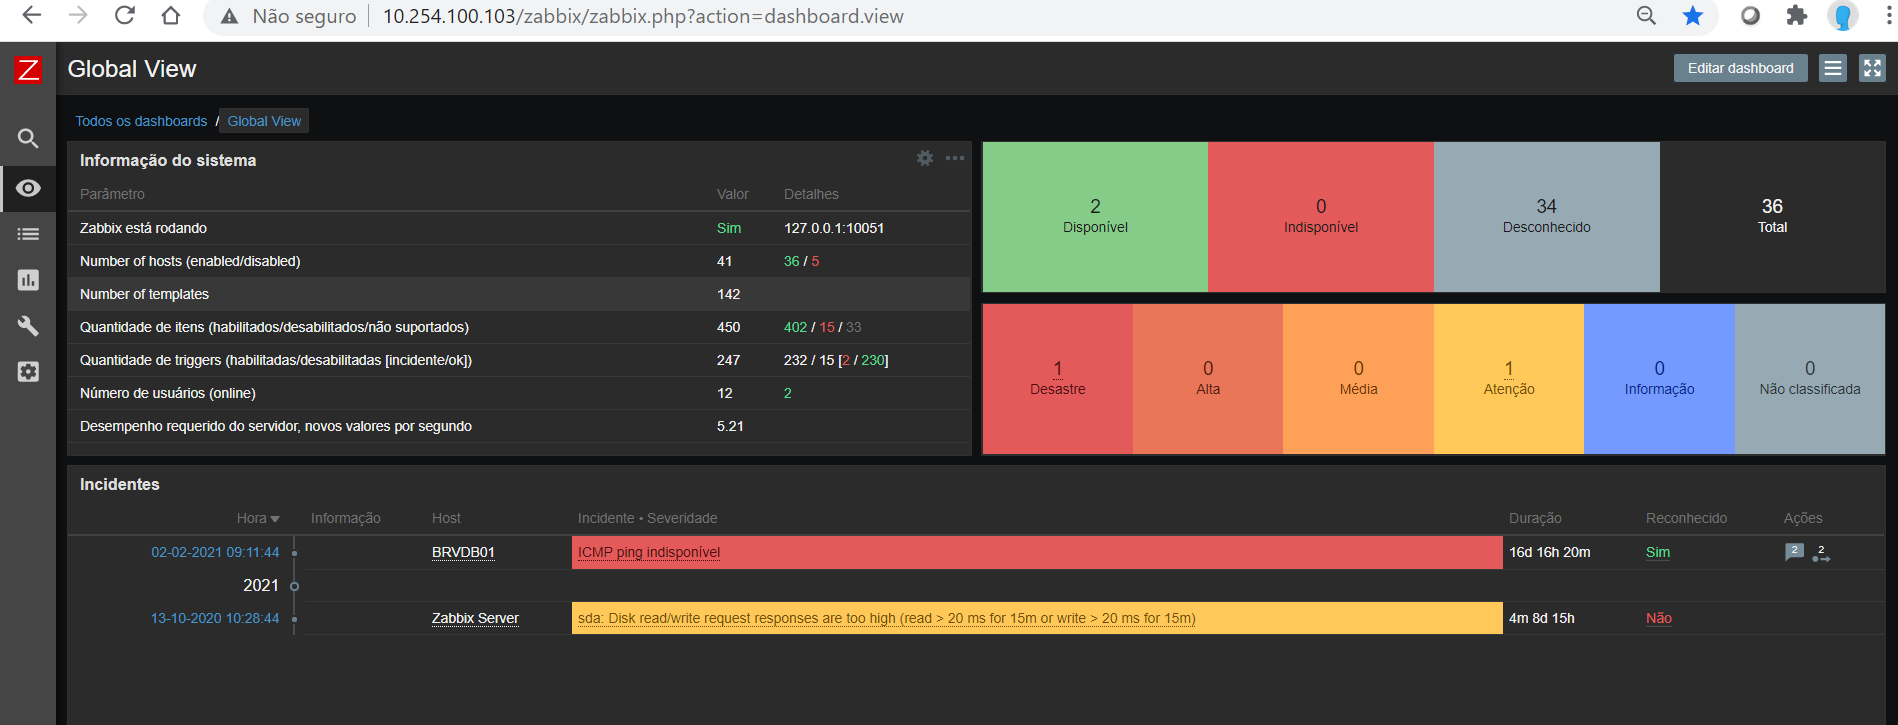 Não seguro 10.254.100.103/zabbix/zabbix.php?action=dashboard.view
Z
Global View
Editar dashboard
Todos os dashboards / Global View
Informação do sistema
Parâmetro Valor Detalhes
Zabbix está rodando Sim 127.0.0.1:10051
Number of hosts (enabled/disabled) 41 36 / 5
Number of templates 142
Quantidade de itens (habilitados/desabilitados/não suportados) 450 402 / 15 / 33
Quantidade de triggers (habilitadas/desabilitadas [incidente/ok]) 247 232 / 15 [2 / 230]
Número de usuários (online) 12 2
Desempenho requerido do servidor, novos valores por segundo 5.21
2 0 34 36
Disponível Indisponível Desconhecido Total
1 0 0 1 0 0
Desastre Alta Média Atenção Informação Não classificada
Incidentes
Hora Informação Host Incidente • Severidade Duração Reconhecido Ações
02-02-2021 09:11:44 BRVDB01 ICMP ping indisponível 16d 16h 20m Sim 2 2
2021
13-10-2020 10:28:44 Zabbix Server sda: Disk read/write request responses are too high (read > 20 ms for 15m or write > 20 ms for 15m) 4m 8d 15h Não